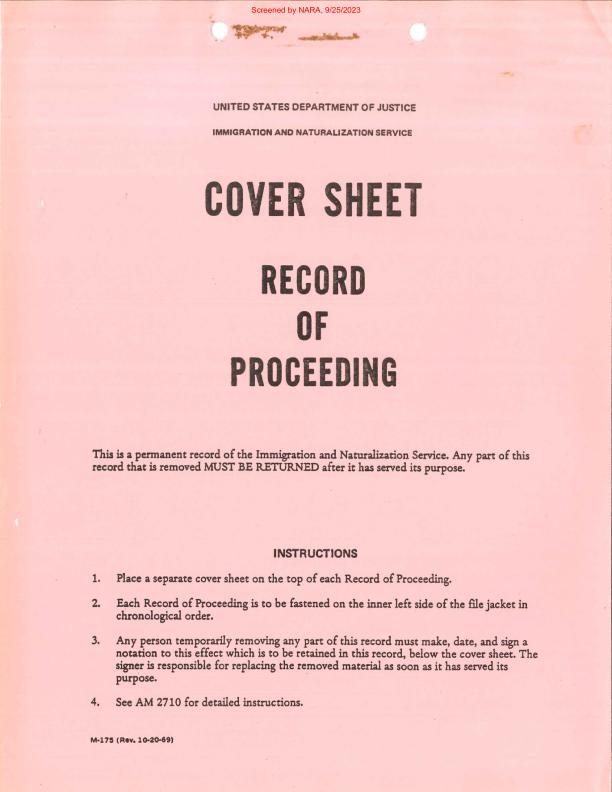 Screened by NARA, 9/25/2023
UNITED STATES DEPARTMENT OF JUSTICE
IMMIGRATION AND NATURALIZATION SERVICE
COVER SHEET
RECORD
OF
PROCEEDING
This is a permanent record of the Immigration and Naturalization Service. Any part of this
record that is removed MUST BE RETURNED after it has served its purpose.
INSTRUCTIONS
1. Place a separate cover sheet on the top of each Record of Proceeding.
2. Each Record of Proceeding is to be fastened on the inner left side of the file jacket in
chronological order.
3. Any person temporarily removing any part of this record must make, date, and sign a
notation to this effect which is to be retained in this record, below the cover sheet. The
signer is responsible for replacing the removed material as soon as it has served its
purpose.
4. See AM 2710 for detailed instructions.
M-175 (Rev. 10-20-69)